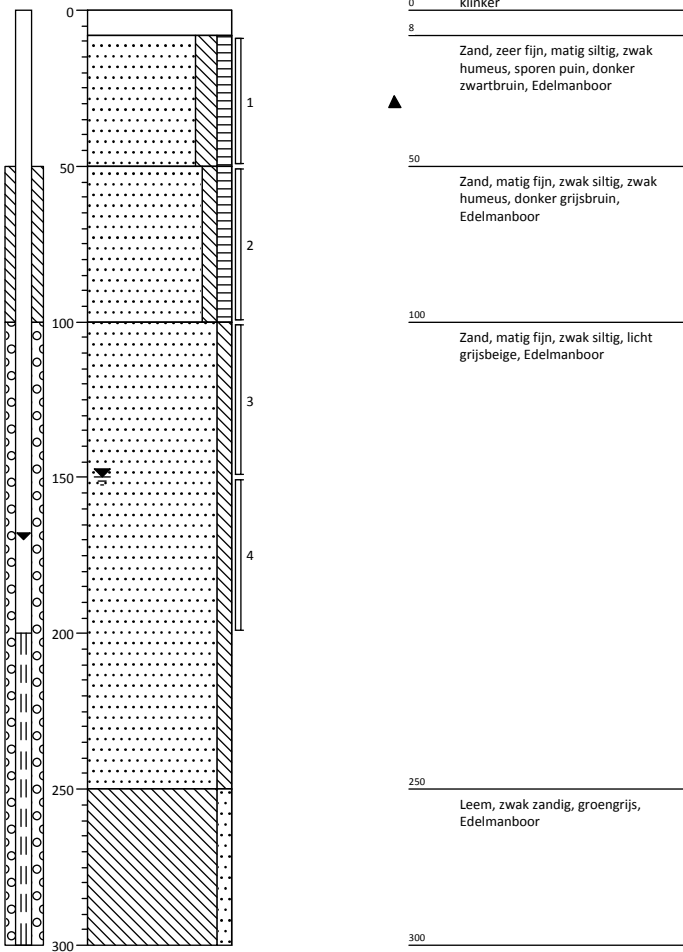 0
klinker
0
8
Zand, zeer fijn, matig siltig, zwak
humeus, sporen puin, donker
zwartbruin, Edelmanboor
1
50
50
Zand, matig fijn, zwak siltig, zwak
humeus, donker grijsbruin,
Edelmanboor
2
100
100
Zand, matig fijn, zwak siltig, licht
grijsbeige, Edelmanboor
3
150
4
200
250
250
Leem, zwak zandig, groengrijs,
Edelmanboor
300
300